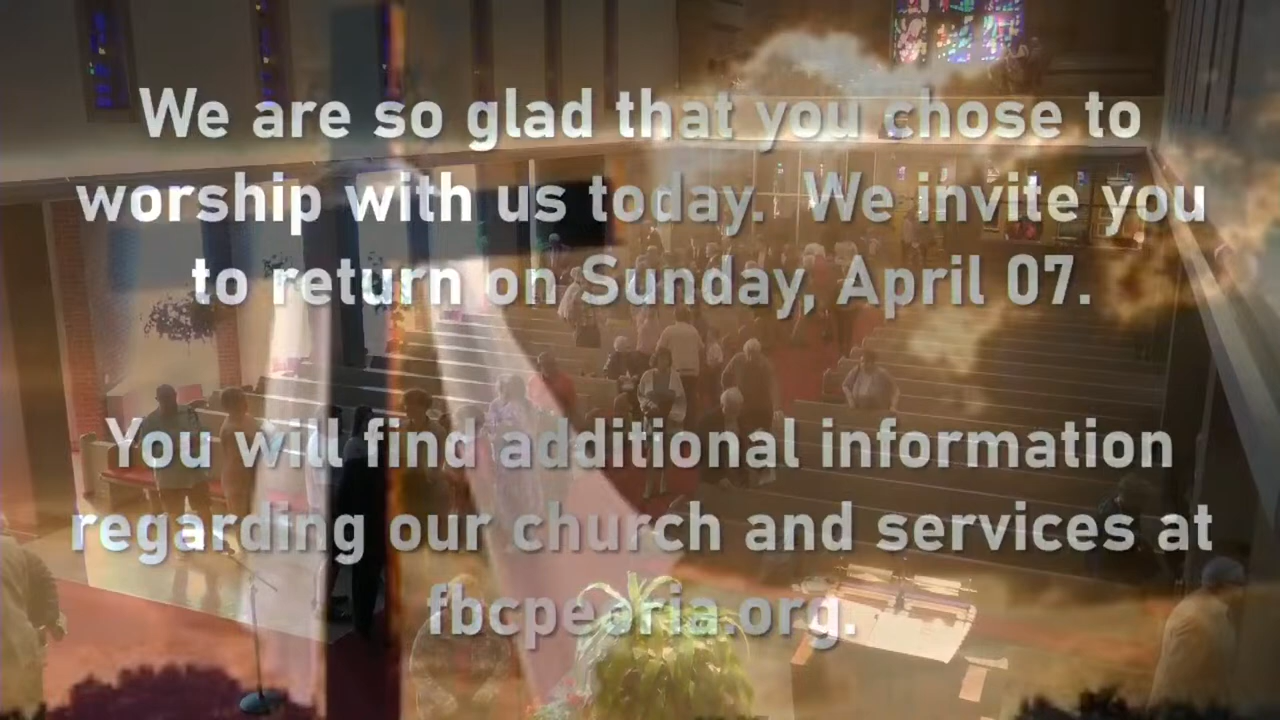 We are so glad that you chose to
worship with us today. We invite you
to return on Sunday, April 07.
You will find additional information
regarding our church and services at
fbcpeoria.org.